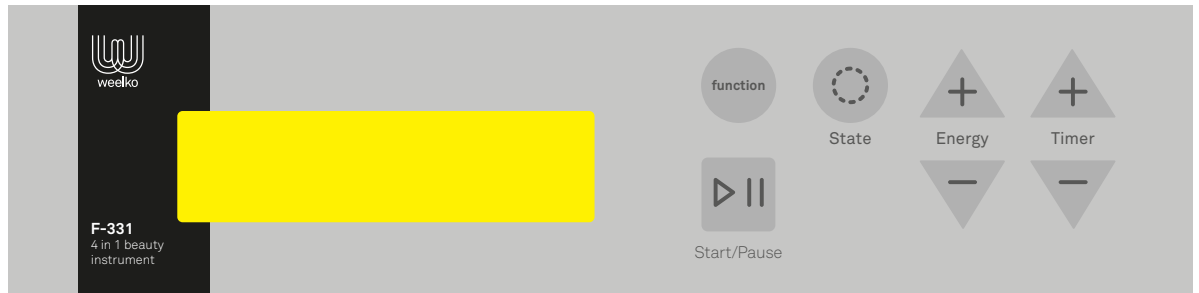 weelko
F-331
4 in 1 beauty
instrument
function
State
Energy
Timer
Start/Pause